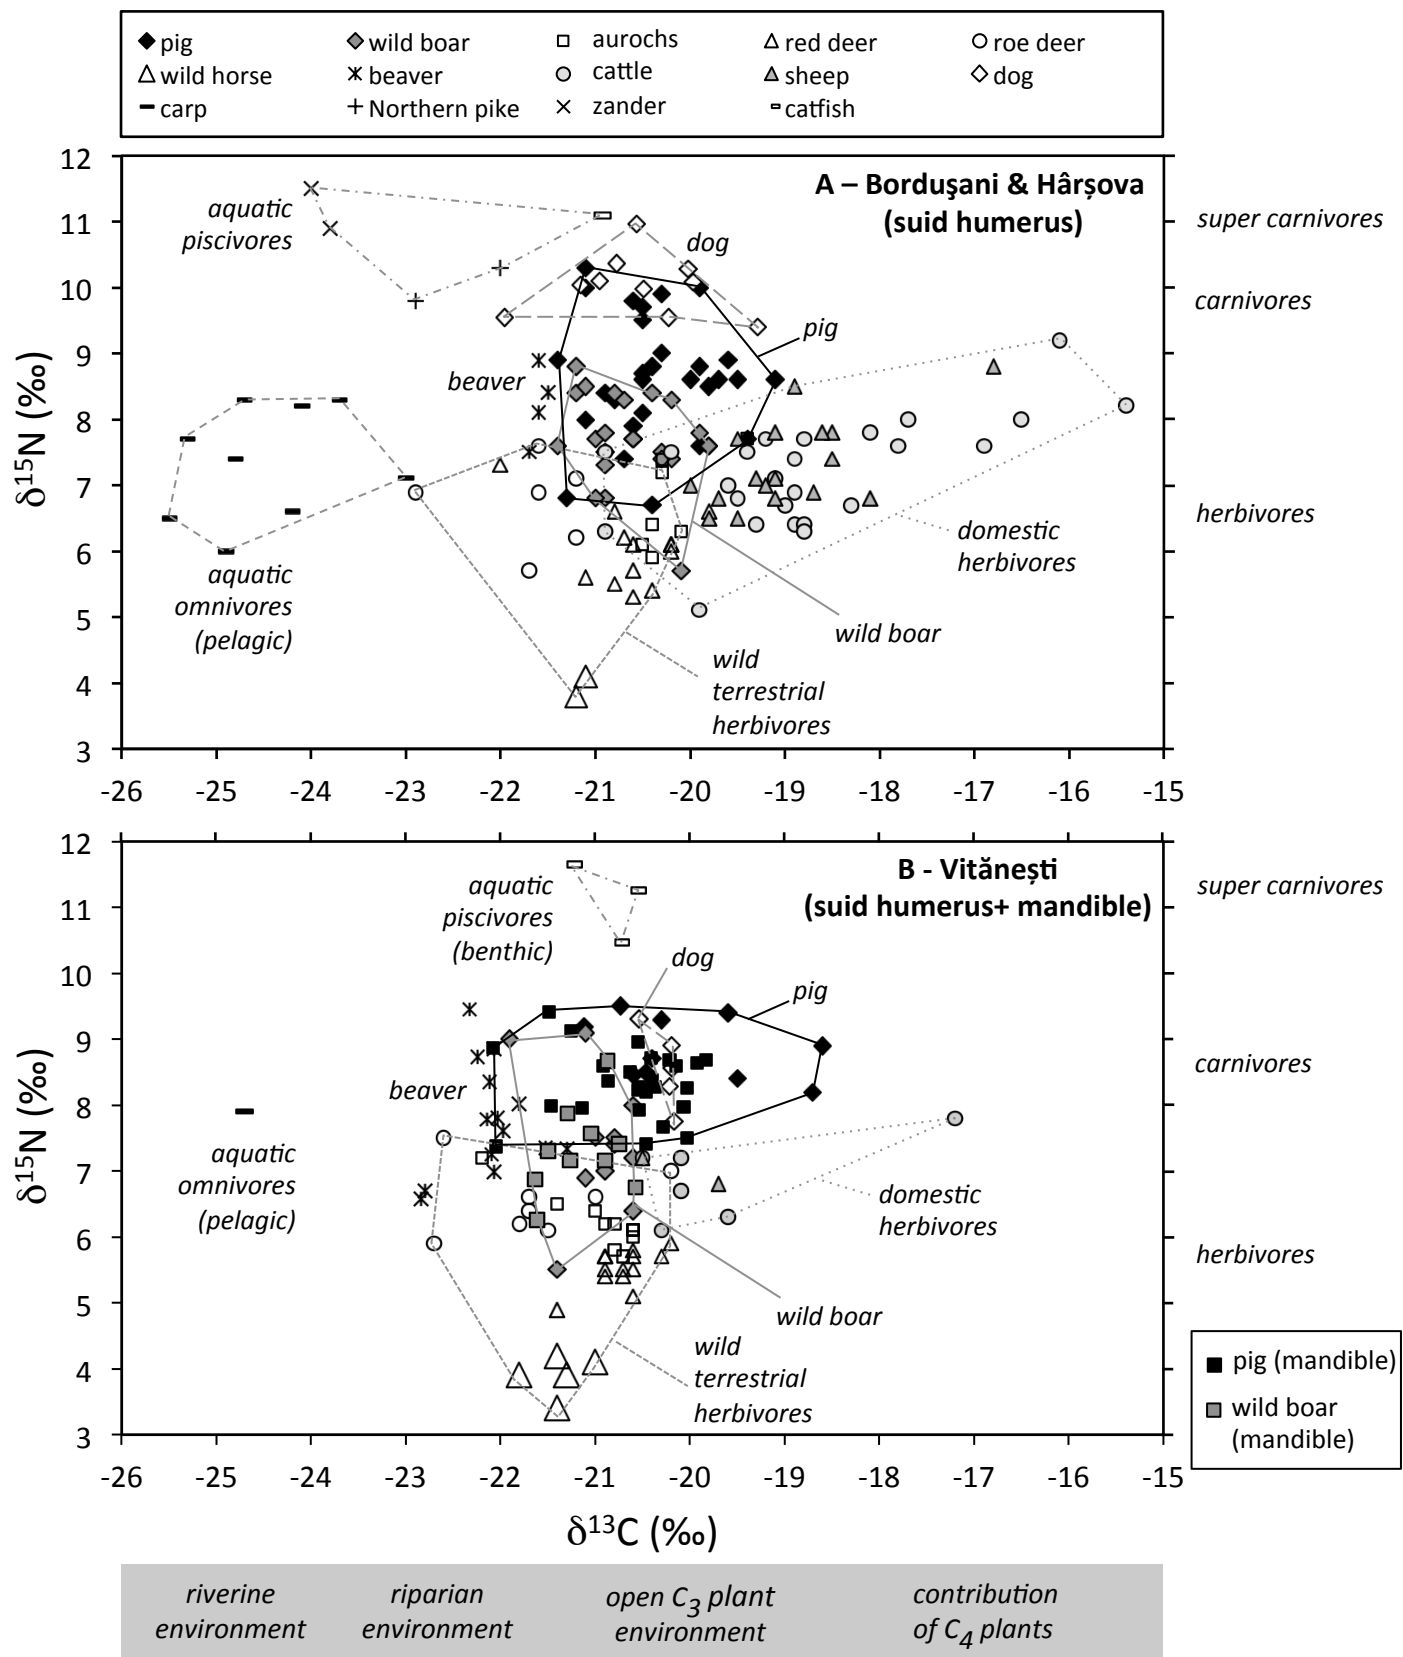 pig wild boar aurochs red deer roe deer
wild horse beaver cattle sheep dog
carp Northern pike zander catfish
12
11
10
9
8
7
6
5
4
3
δ15N (‰)
A – Borduşani & Hârșova
(suid humerus)
aquatic
piscivores
dog
pig
beaver
aquatic
omnivores
(pelagic)
domestic
herbivores
wild boar
wild
terrestrial
herbivores
super carnivores
carnivores
herbivores
-26 -25 -24 -23 -22 -21 -20 -19 -18 -17 -16 -15
12
11
10
9
8
7
6
5
4
3
δ15N (‰)
B - Vitănești
(suid humerus+ mandible)
aquatic
piscivores
(benthic)
dog
pig
beaver
aquatic
omnivores
(pelagic)
domestic
herbivores
wild boar
wild
terrestrial
herbivores
super carnivores
carnivores
herbivores
pig (mandible)
wild boar
(mandible)
-26 -25 -24 -23 -22 -21 -20 -19 -18 -17 -16 -15
δ13C (‰)
riverine
environment
riparian
environment
open C3 plant
environment
contribution
of C4 plants